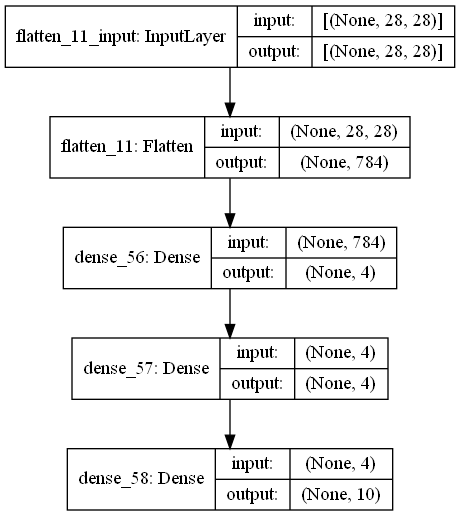 flatten_11_input: InputLayer
input:
[(None, 28, 28)]
output:
[(None, 28, 28)]
flatten_11: Flatten
input:
(None, 28, 28)
output:
(None, 784)
dense_56: Dense
input:
(None, 784)
output:
(None, 4)
dense_57: Dense
input:
(None, 4)
output:
(None, 4)
dense_58: Dense
input:
(None, 4)
output:
(None, 10)